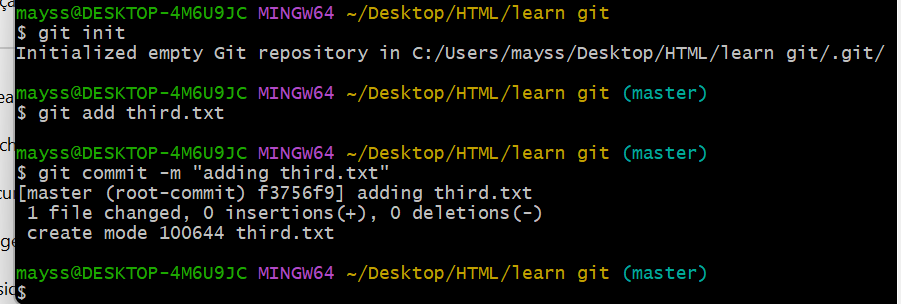 mayss@DESKTOP-4M6U9JC MINGW64 ~/Desktop/HTML/learn git
$ git init
Initialized empty Git repository in C:/Users/mayss/Desktop/HTML/learn git/.git/
mayss@DESKTOP-4M6U9JC MINGW64 ~/Desktop/HTML/learn git (master)
$ git add third.txt
mayss@DESKTOP-4M6U9JC MINGW64 ~/Desktop/HTML/learn git (master)
$ git commit -m "adding third.txt"
[master (root-commit) f3756f9] adding third.txt
1 file changed, 0 insertions(+), 0 deletions(-)
create mode 100644 third.txt
mayss@DESKTOP-4M6U9JC MINGW64 ~/Desktop/HTML/learn git (master)
$